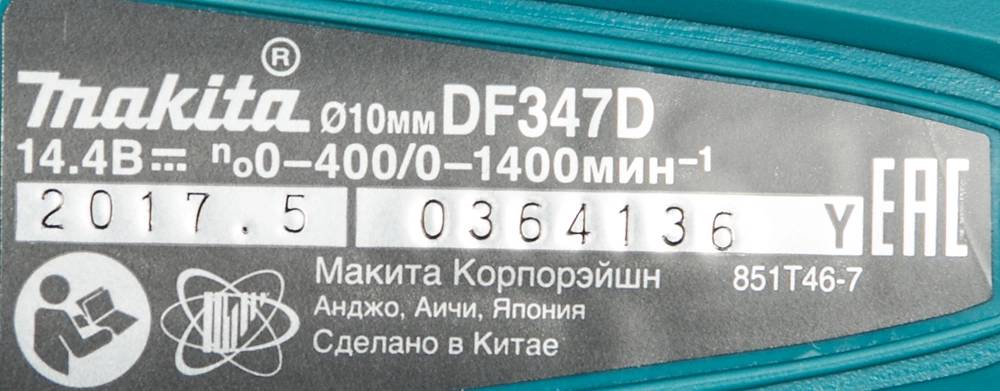 makita® Ø10мм DF347D
14.4В⎓ n₀0–400/0–1400мин⁻¹
2017.5 0364136 Y EAC
Макита Корпорэйшн 851T46-7
Анджо, Аичи, Япония
Сделано в Китае